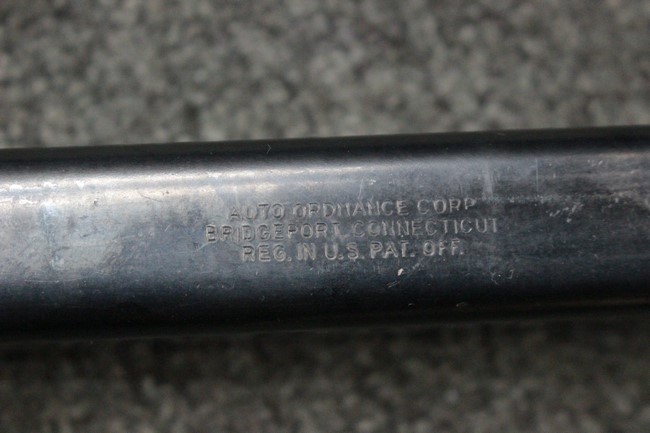 AUTO ORDNANCE CORP
BRIDGEPORT, CONNECTICUT
REG. IN U.S. PAT. OFF.